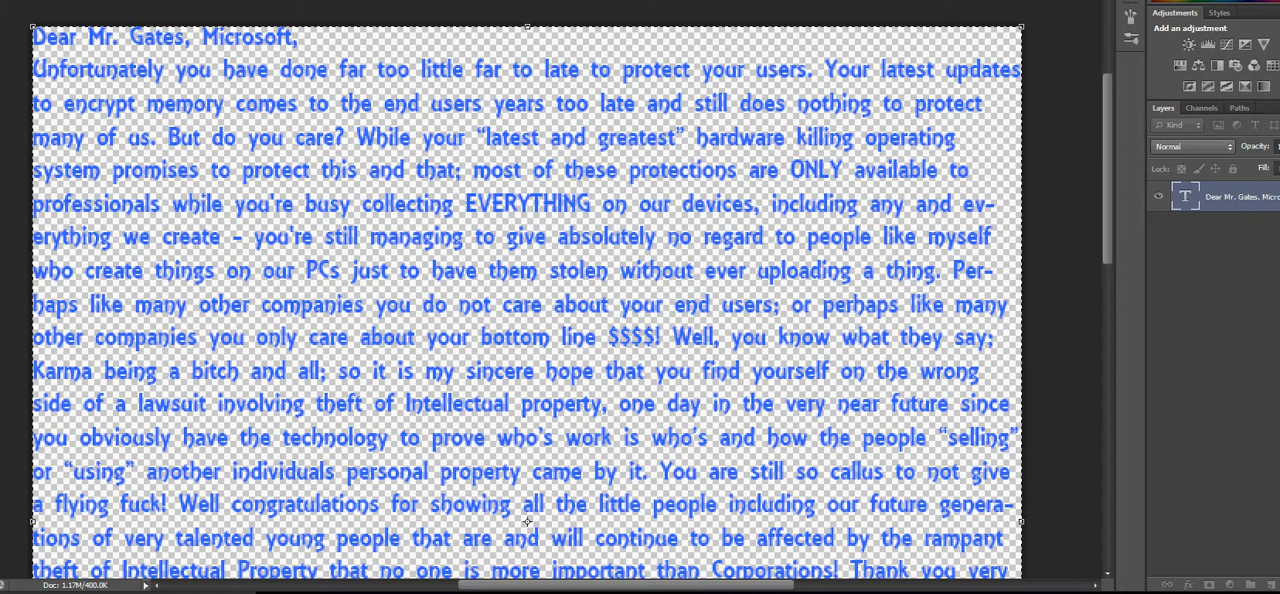 Dear Mr. Gates, Microsoft,
Unfortunately you have done far too little far to late to protect your users. Your latest updates
to encrypt memory comes to the end users years too late and still does nothing to protect
many of us. But do you care? While your “latest and greatest” hardware killing operating
system promises to protect this and that; most of these protections are ONLY available to
professionals while you're busy collecting EVERYTHING on our devices, including any and ev-
erything we create - you're still managing to give absolutely no regard to people like myself
who create things on our PCs just to have them stolen without ever uploading a thing. Per-
haps like many other companies you do not care about your end users; or perhaps like many
other companies you only care about your bottom line $$$$! Well, you know what they say;
Karma being a bitch and all; so it is my sincere hope that you find yourself on the wrong
side of a lawsuit involving theft of Intellectual property, one day in the very near future since
you obviously have the technology to prove who's work is who's and how the people “selling”
or “using” another individuals personal property came by it. You are still so callus to not give
a flying fuck! Well congratulations for showing all the little people including our future genera-
tions of very talented young people that are and will continue to be affected by the rampant
theft of Intellectual Property that no one is more important than Corporations! Thank you very
Doc: 1.17M/400.0K
Adjustments Styles
Add an adjustment
Layers Channels Paths
Kind
Normal Opacity:
Lock: Fill:
Dear Mr. Gates, Micro